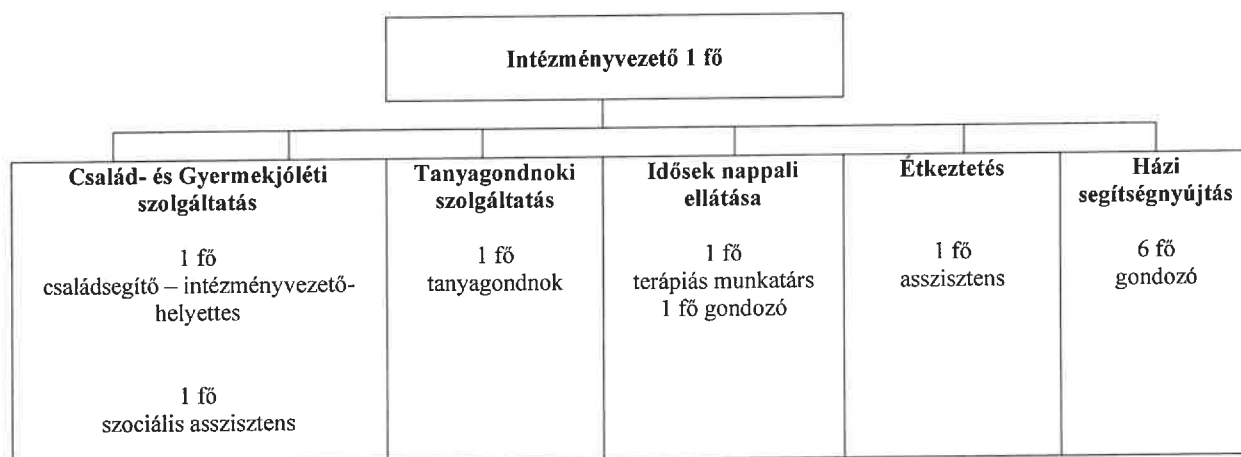 Intézményvezető 1 fő
Család- és Gyermekjóléti
szolgáltatás
1 fő
családsegítő – intézményvezető-
helyettes
1 fő
szociális asszisztens
Tanyagondnoki
szolgáltatás
1 fő
tanyagondnok
Idősek nappali
ellátása
1 fő
terápiás munkatárs
1 fő gondozó
Étkeztetés
1 fő
asszisztens
Házi
segítségnyújtás
6 fő
gondozó